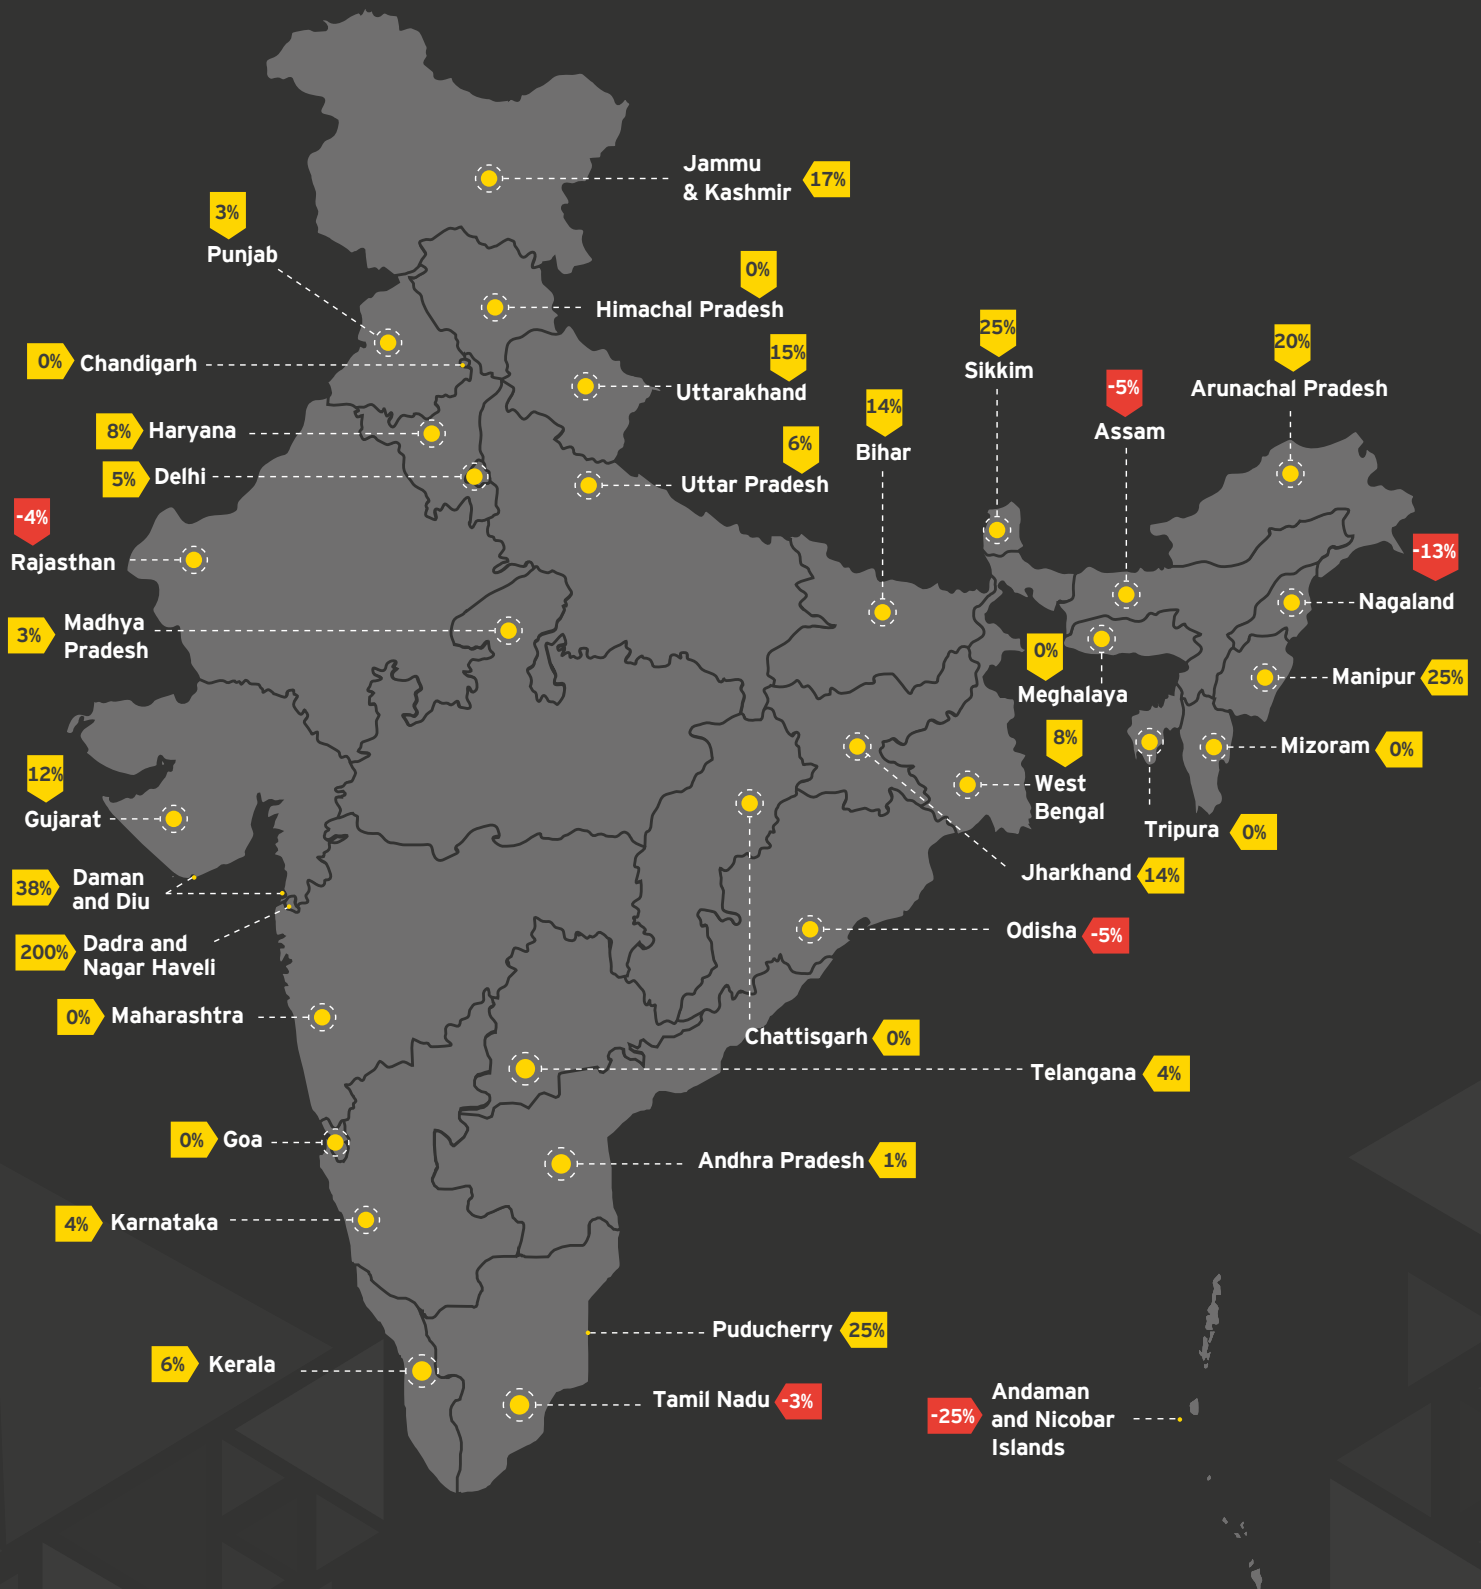 Jammu
& Kashmir
17%
3%
Punjab
0%
Himachal Pradesh
0%
Chandigarh
15%
Uttarakhand
25%
Sikkim
20%
Arunachal Pradesh
-5%
Assam
14%
Bihar
8%
Haryana
6%
Uttar Pradesh
5%
Delhi
-4%
Rajasthan
-13%
Nagaland
3%
Madhya
Pradesh
0%
Meghalaya
Manipur
25%
8%
West
Bengal
Mizoram
0%
12%
Gujarat
Tripura
0%
Jharkhand
14%
38%
Daman
and Diu
Odisha
-5%
200%
Dadra and
Nagar Haveli
0%
Maharashtra
Chattisgarh
0%
Telangana
4%
0%
Goa
Andhra Pradesh
1%
4%
Karnataka
Puducherry
25%
6%
Kerala
Tamil Nadu
-3%
-25%
Andaman
and Nicobar
Islands